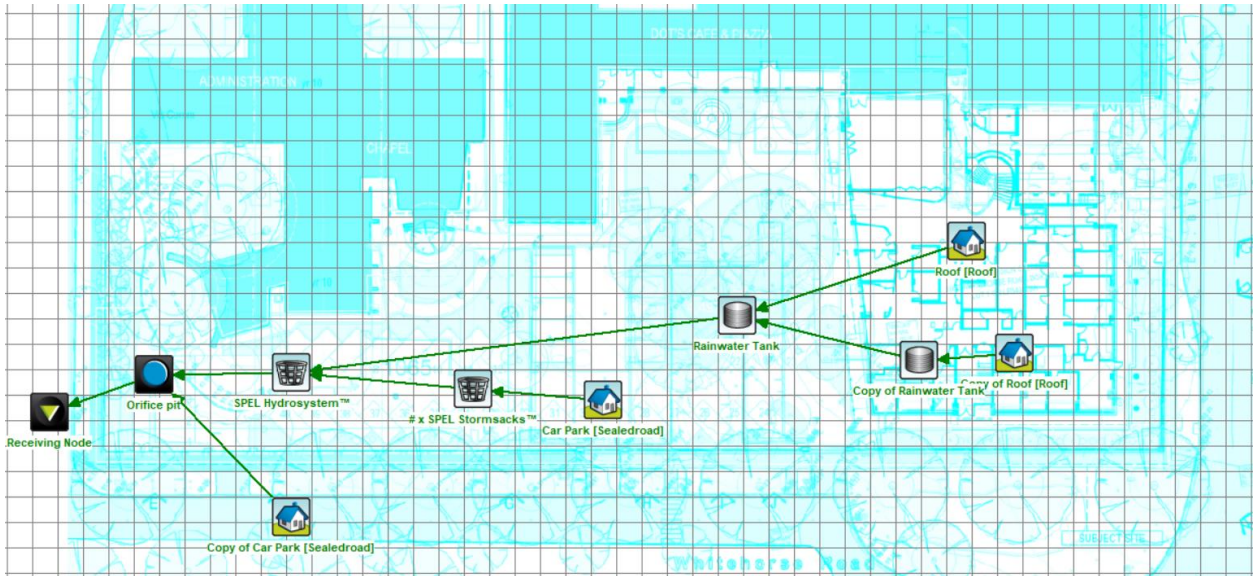 DOT'S CAFE & PIAZZA
ADMINISTRATION
CHAPEL
Roof [Roof]
Rainwater Tank
Copy of Roof [Roof]
Copy of Rainwater Tank
SPEL Hydrosystem™
Orifice pit
# x SPEL Stormsacks™
Car Park [Sealedroad]
Receiving Node
Copy of Car Park [Sealedroad]
SUBJECT SITE
Whitehorse Road